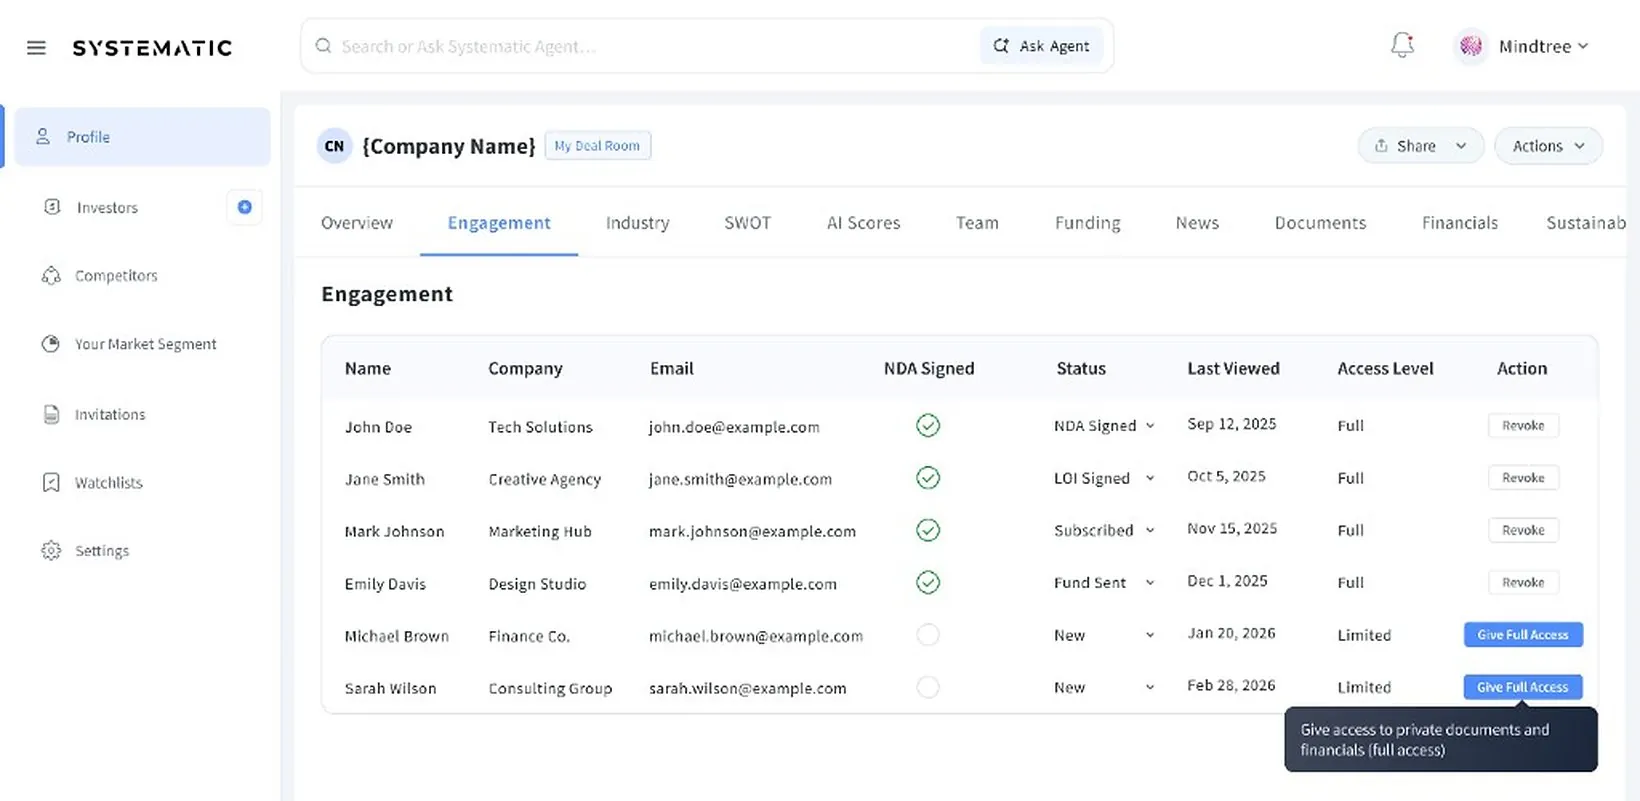 SYSTEMATIC
Search or Ask Systematic Agent...
Ask Agent
Mindtree
Profile
Investors
Competitors
Your Market Segment
Invitations
Watchlists
Settings
CN {Company Name} My Deal Room
Share
Actions
Overview Engagement Industry SWOT AI Scores Team Funding News Documents Financials Sustainab
Engagement
Name Company Email NDA Signed Status Last Viewed Access Level Action
John Doe Tech Solutions john.doe@example.com NDA Signed Sep 12, 2025 Full Revoke
Jane Smith Creative Agency jane.smith@example.com LOI Signed Oct 5, 2025 Full Revoke
Mark Johnson Marketing Hub mark.johnson@example.com Subscribed Nov 15, 2025 Full Revoke
Emily Davis Design Studio emily.davis@example.com Fund Sent Dec 1, 2025 Full Revoke
Michael Brown Finance Co. michael.brown@example.com New Jan 20, 2026 Limited Give Full Access
Sarah Wilson Consulting Group sarah.wilson@example.com New Feb 28, 2026 Limited Give Full Access
Give access to private documents and
financials (full access)